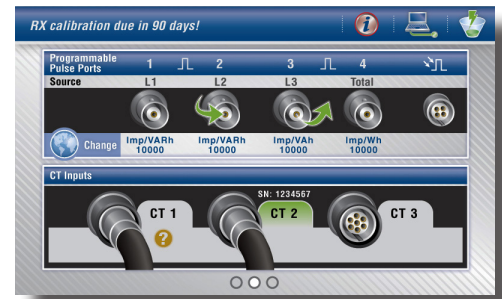 RX calibration due in 90 days!
Programmable
Pulse Ports
1 2 3 4
Source L1 L2 L3 Total
Change
Imp/VARh Imp/VARh Imp/VAh Imp/Wh
10000 10000 10000 10000
CT Inputs
SN: 1234567
CT 1 CT 2 CT 3
?